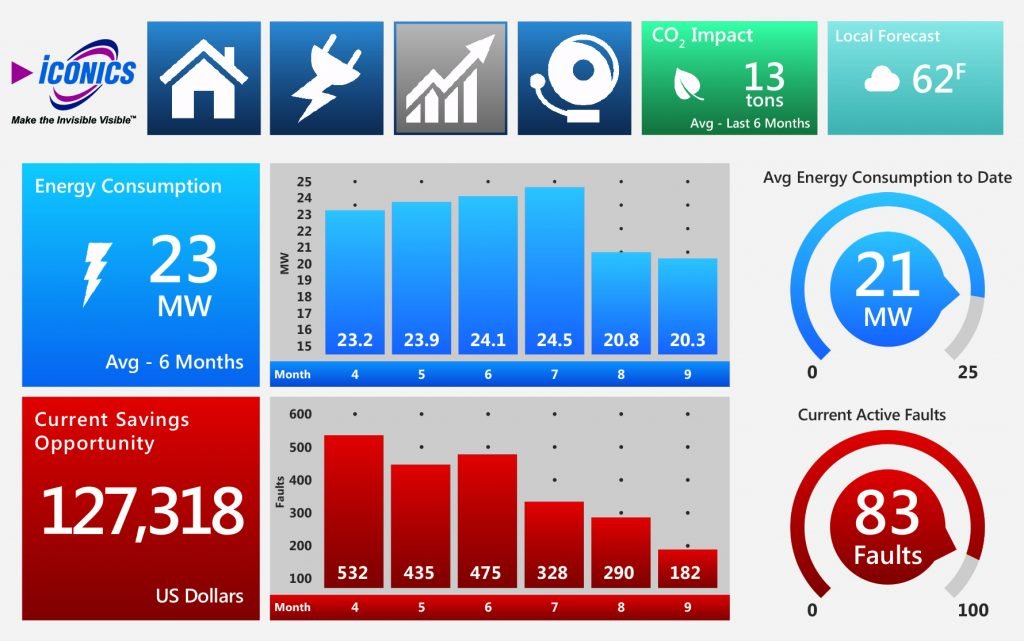 iCONICS
Make the Invisible Visible™
CO2 Impact
13
tons
Avg - Last 6 Months
Local Forecast
62F
Energy Consumption
23
MW
Avg - 6 Months
MW
25
24
23
22
21
20
19
18
17
16
15
23.2 23.9 24.1 24.5 20.8 20.3
Month 4 5 6 7 8 9
Avg Energy Consumption to Date
21
MW
0 25
Current Savings
Opportunity
127,318
US Dollars
Faults
600
500
400
300
200
100
532 435 475 328 290 182
Month 4 5 6 7 8 9
Current Active Faults
83
Faults
0 100